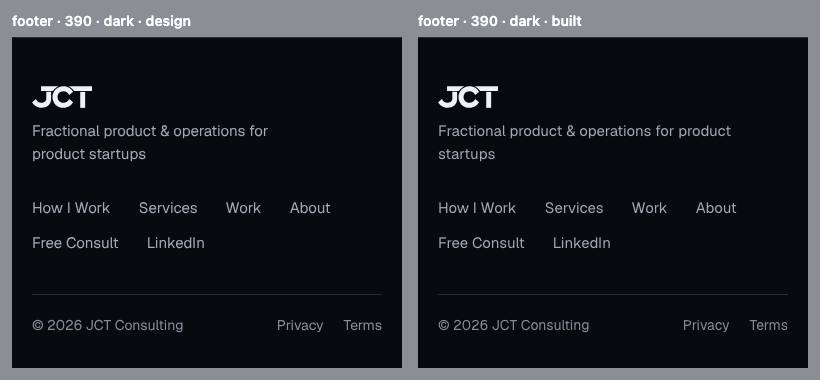 footer · 390 · dark · design
JCT
Fractional product & operations for
product startups
How I Work Services Work About
Free Consult LinkedIn
© 2026 JCT Consulting Privacy Terms
footer · 390 · dark · built
JCT
Fractional product & operations for product
startups
How I Work Services Work About
Free Consult LinkedIn
© 2026 JCT Consulting Privacy Terms